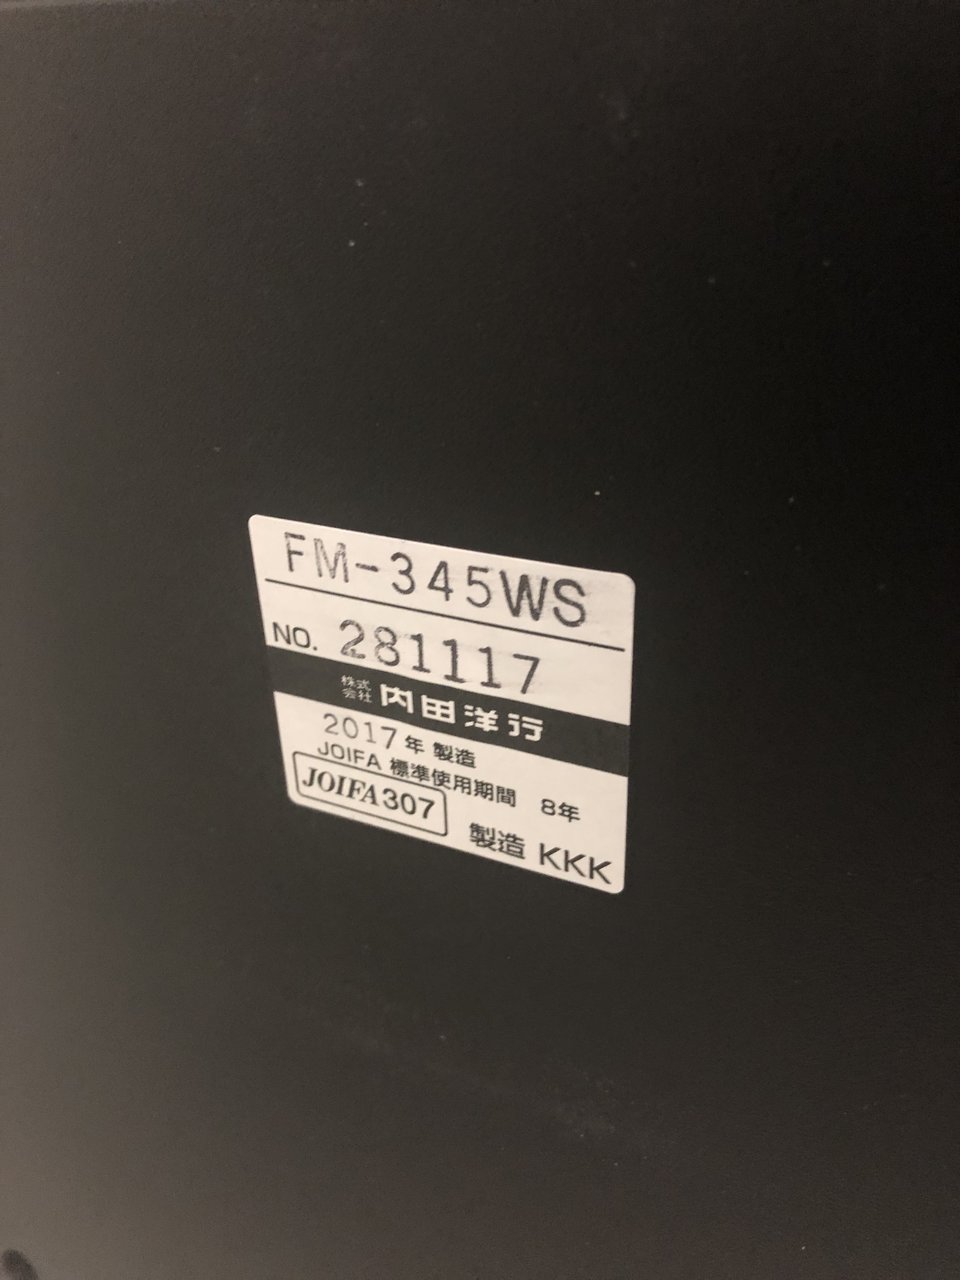 FM-345WS
NO. 281117
株式会社 内田洋行
2017年 製造
JOIFA 標準使用期間 8年
JOIFA307
製造 KKK